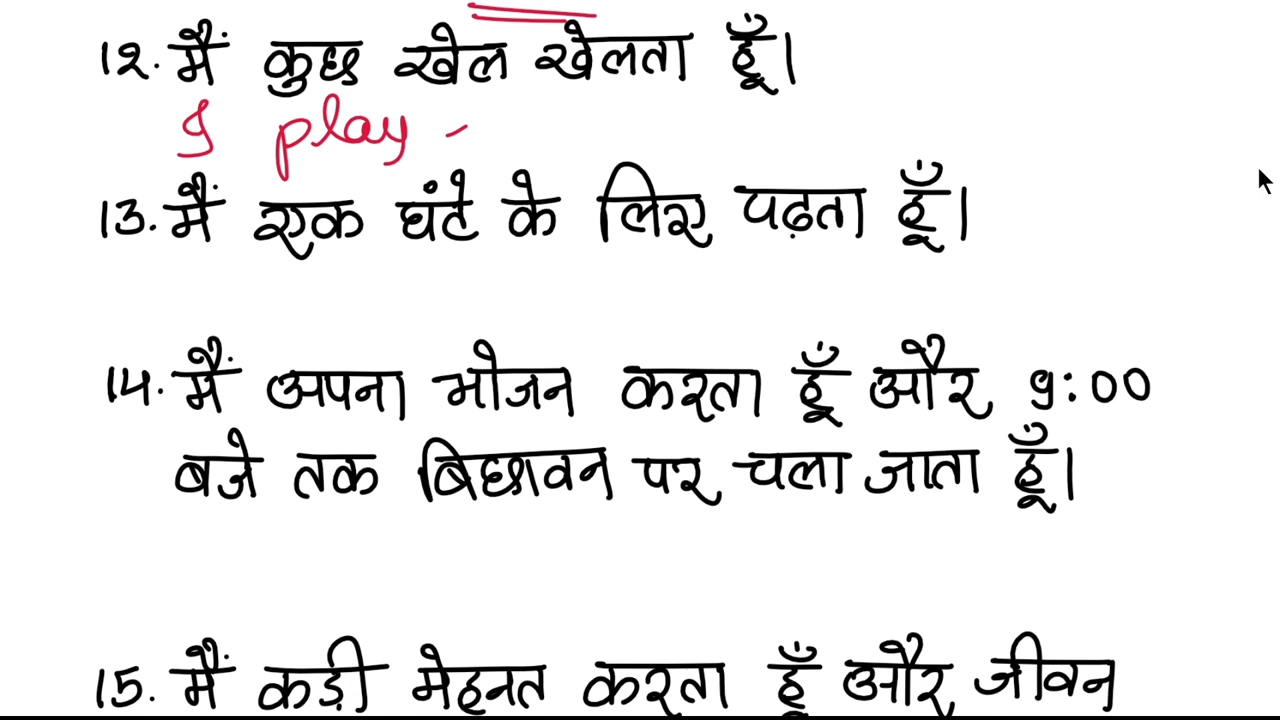 12. मैं कुछ खेल खेलता हूँ।
I play -
13. मैं एक घंटे के लिए पढ़ता हूँ।
14. मैं अपना भोजन करता हूँ और 9:00
बजे तक बिछावन पर चला जाता हूँ।
15. मैं कड़ी मेहनत करता हूँ और जीवन